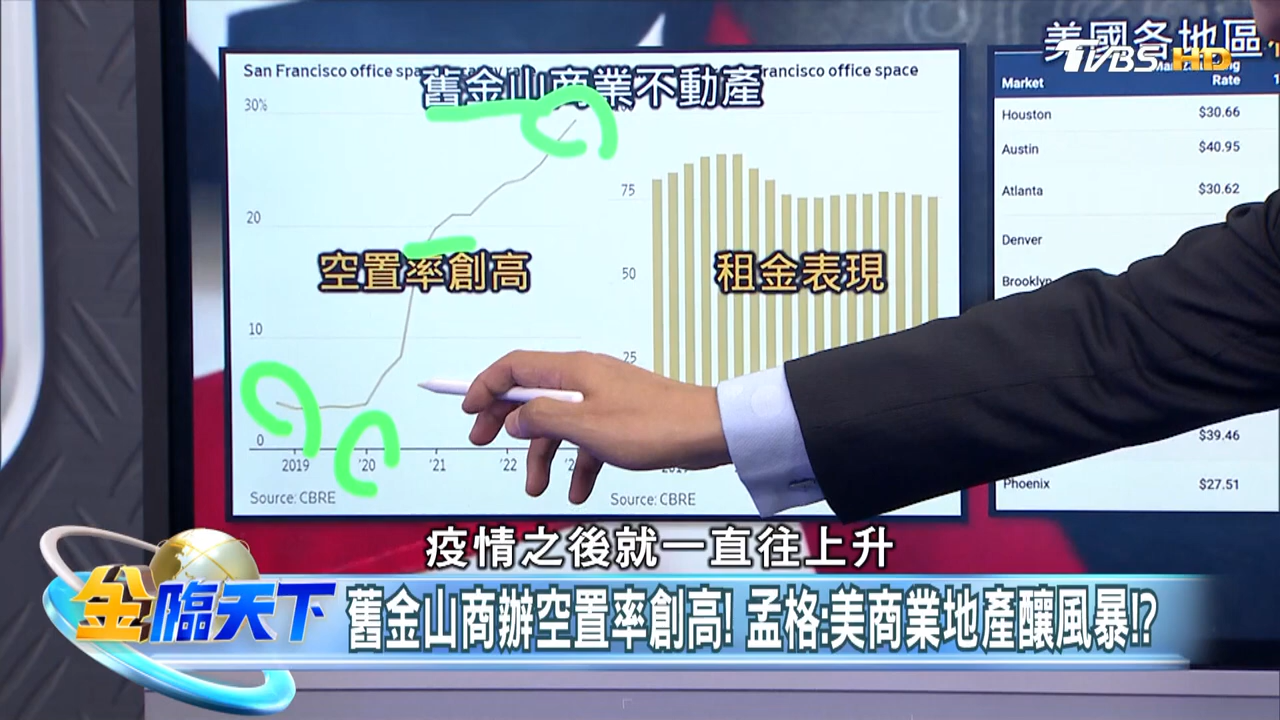 美國各地區
TVBS HD
San Francisco office spa
舊金山商業不動產
rancisco office space
30%
20
10
0
空置率創高
2019 '20 '21 '22
Source: CBRE
75
50
25
租金表現
Source: CBRE
Market Rate
Houston $30.66
Austin $40.95
Atlanta $30.62
Denver
Brooklyn
$39.46
Phoenix $27.51
疫情之後就一直往上升
金臨天下
舊金山商辦空置率創高! 孟格:美商業地產釀風暴!?